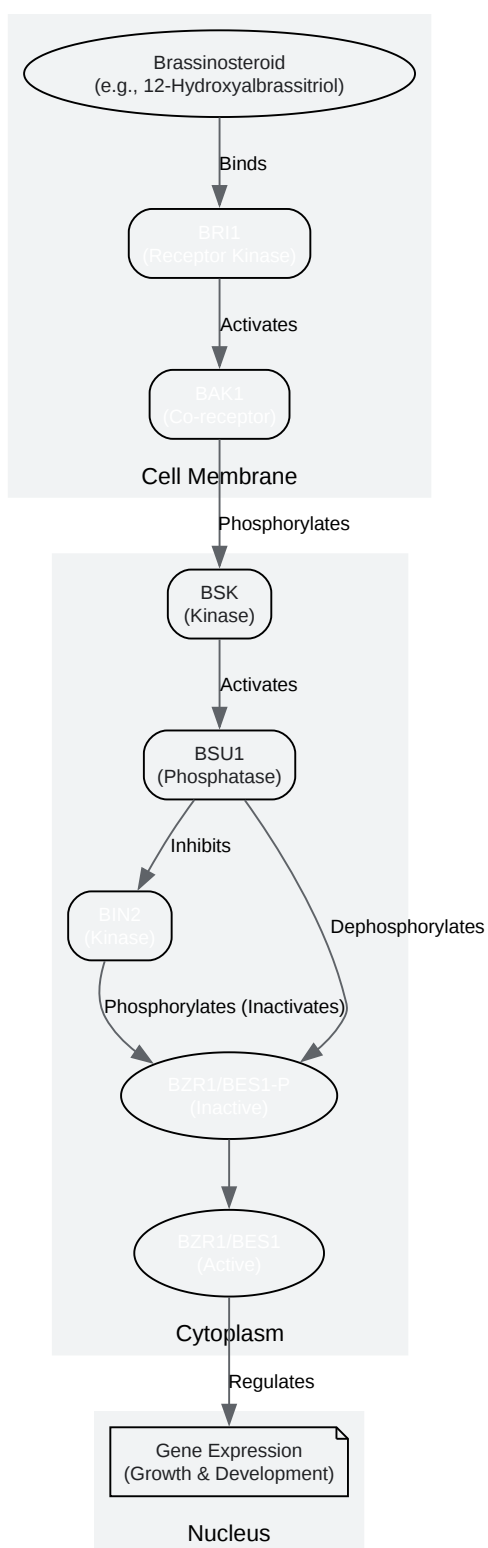 Brassinosteroid
(e.g., 12-Hydroxyalbrassitriol)
Binds
BRI1
(Receptor Kinase)
Activates
BAK1
(Co-receptor)
Cell Membrane
Phosphorylates
BSK
(Kinase)
Activates
BSU1
(Phosphatase)
Inhibits
BIN2
(Kinase)
Dephosphorylates
Phosphorylates (Inactivates)
BZR1/BES1-P
(Inactive)
BZR1/BES1
(Active)
Cytoplasm
Regulates
Gene Expression
(Growth & Development)
Nucleus